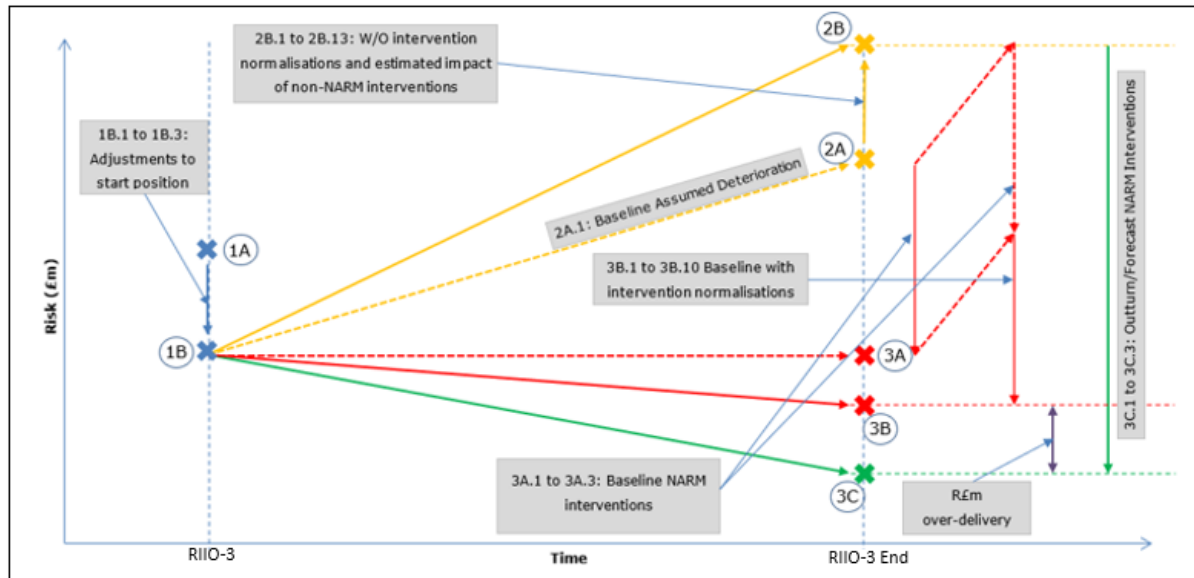 2B.1 to 2B.13: W/O intervention
normalisations and estimated impact
of non-NARM interventions
2B
1B.1 to 1B.3:
Adjustments to
start position
2A
2A.1: Baseline Assumed Deterioration
1A
3B.1 to 3B.10 Baseline with
intervention normalisations
3C.1 to 3C.3: Outturn/Forecast NARM Interventions
Risk (£m)
1B
3A
3B
3A.1 to 3A.3: Baseline NARM
interventions
3C
R£m
over-delivery
RIIO-3
Time
RIIO-3 End